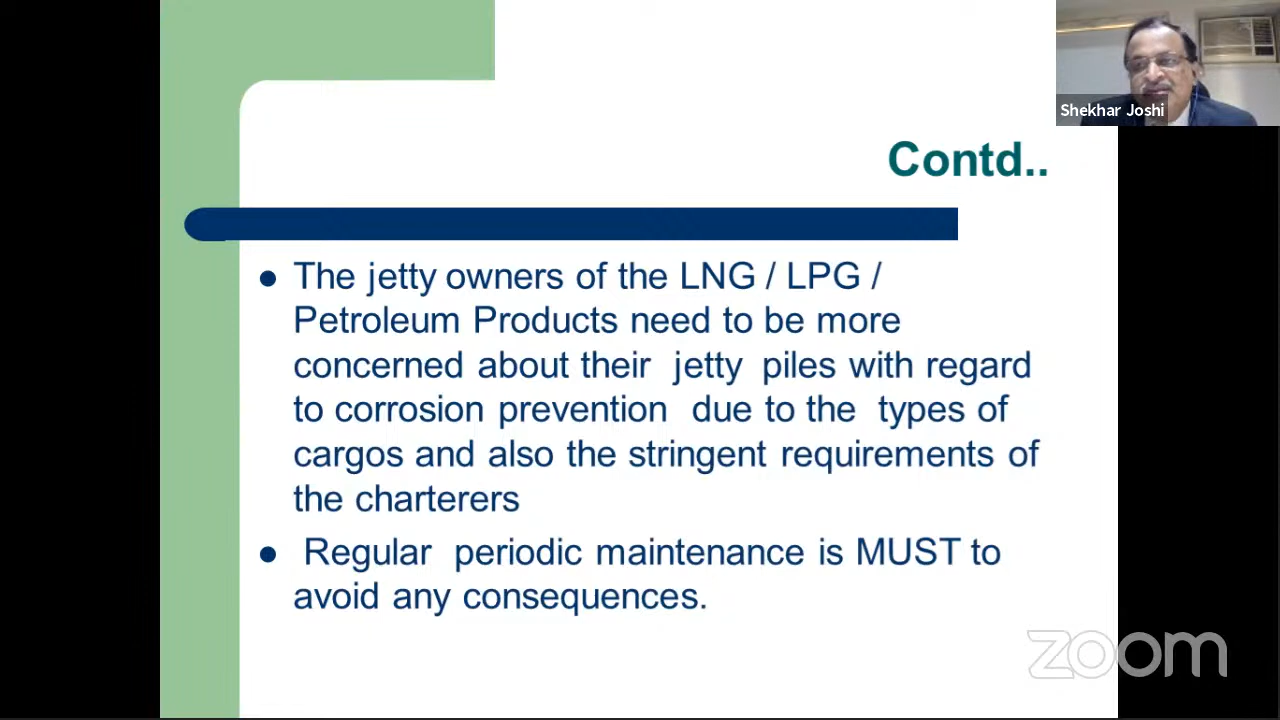 Shekhar Joshi
Contd..
● The jetty owners of the LNG / LPG /
Petroleum Products need to be more
concerned about their jetty piles with regard
to corrosion prevention due to the types of
cargos and also the stringent requirements of
the charterers
● Regular periodic maintenance is MUST to
avoid any consequences.
zoom